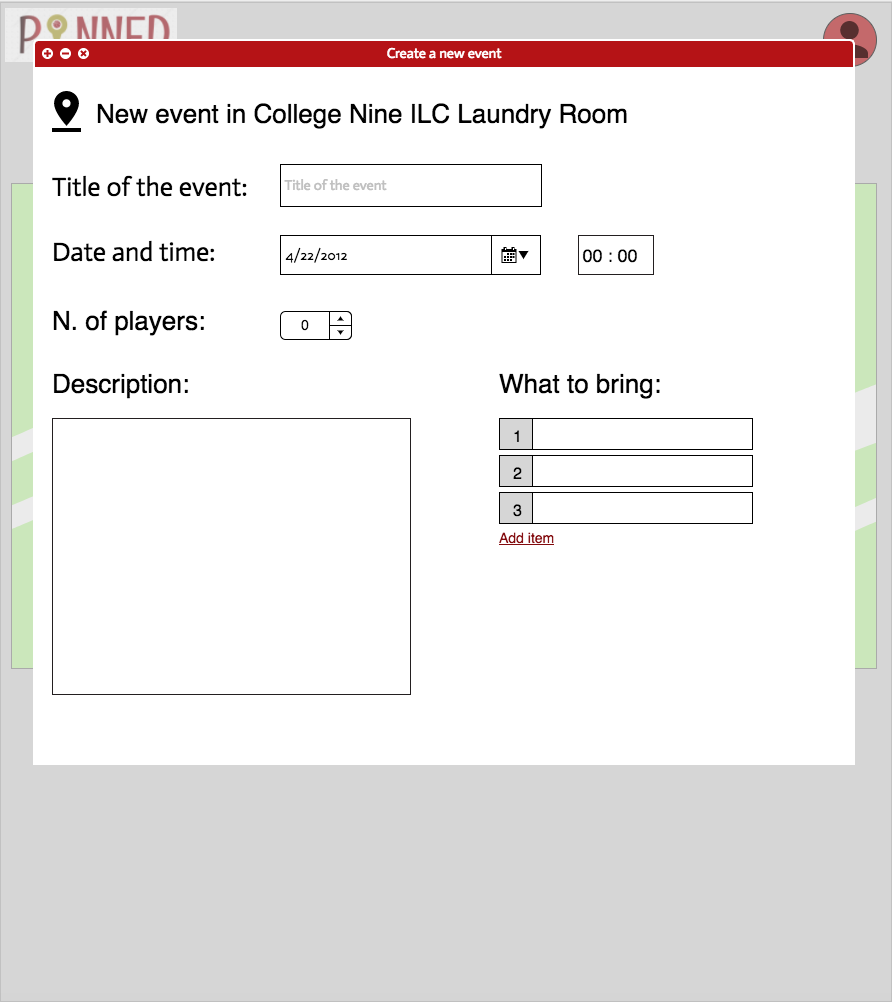 PINNED
Create a new event
New event in College Nine ILC Laundry Room
Title of the event:
Title of the event
Date and time:
4/22/2012
00 : 00
N. of players:
0
Description:
What to bring:
1
2
3
Add item